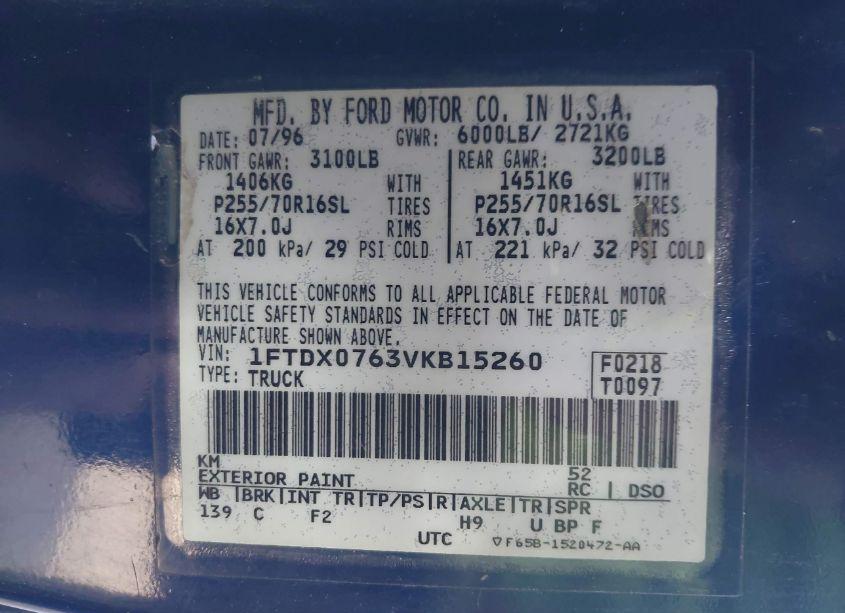 MFD. BY FORD MOTOR CO. IN U.S.A.
DATE: 07/96 GVWR: 6000LB/ 2721KG
FRONT GAWR: 3100LB REAR GAWR: 3200LB
1406KG WITH 1451KG WITH
P255/70R16SL TIRES P255/70R16SL TIRES
16X7.0J RIMS 16X7.0J RIMS
AT 200 kPa/ 29 PSI COLD AT 221 kPa/ 32 PSI COLD
THIS VEHICLE CONFORMS TO ALL APPLICABLE FEDERAL MOTOR
VEHICLE SAFETY STANDARDS IN EFFECT ON THE DATE OF
MANUFACTURE SHOWN ABOVE.
VIN: 1FTDX0763VKB15260 F0218
TYPE: TRUCK T0097
KM 52
EXTERIOR PAINT RC | DSO
WB |BRK|INT TR|TP/PS|R|AXLE|TR|SPR
139 C F2 H9 U BP F
UTC ▽F65B-1520472-AA